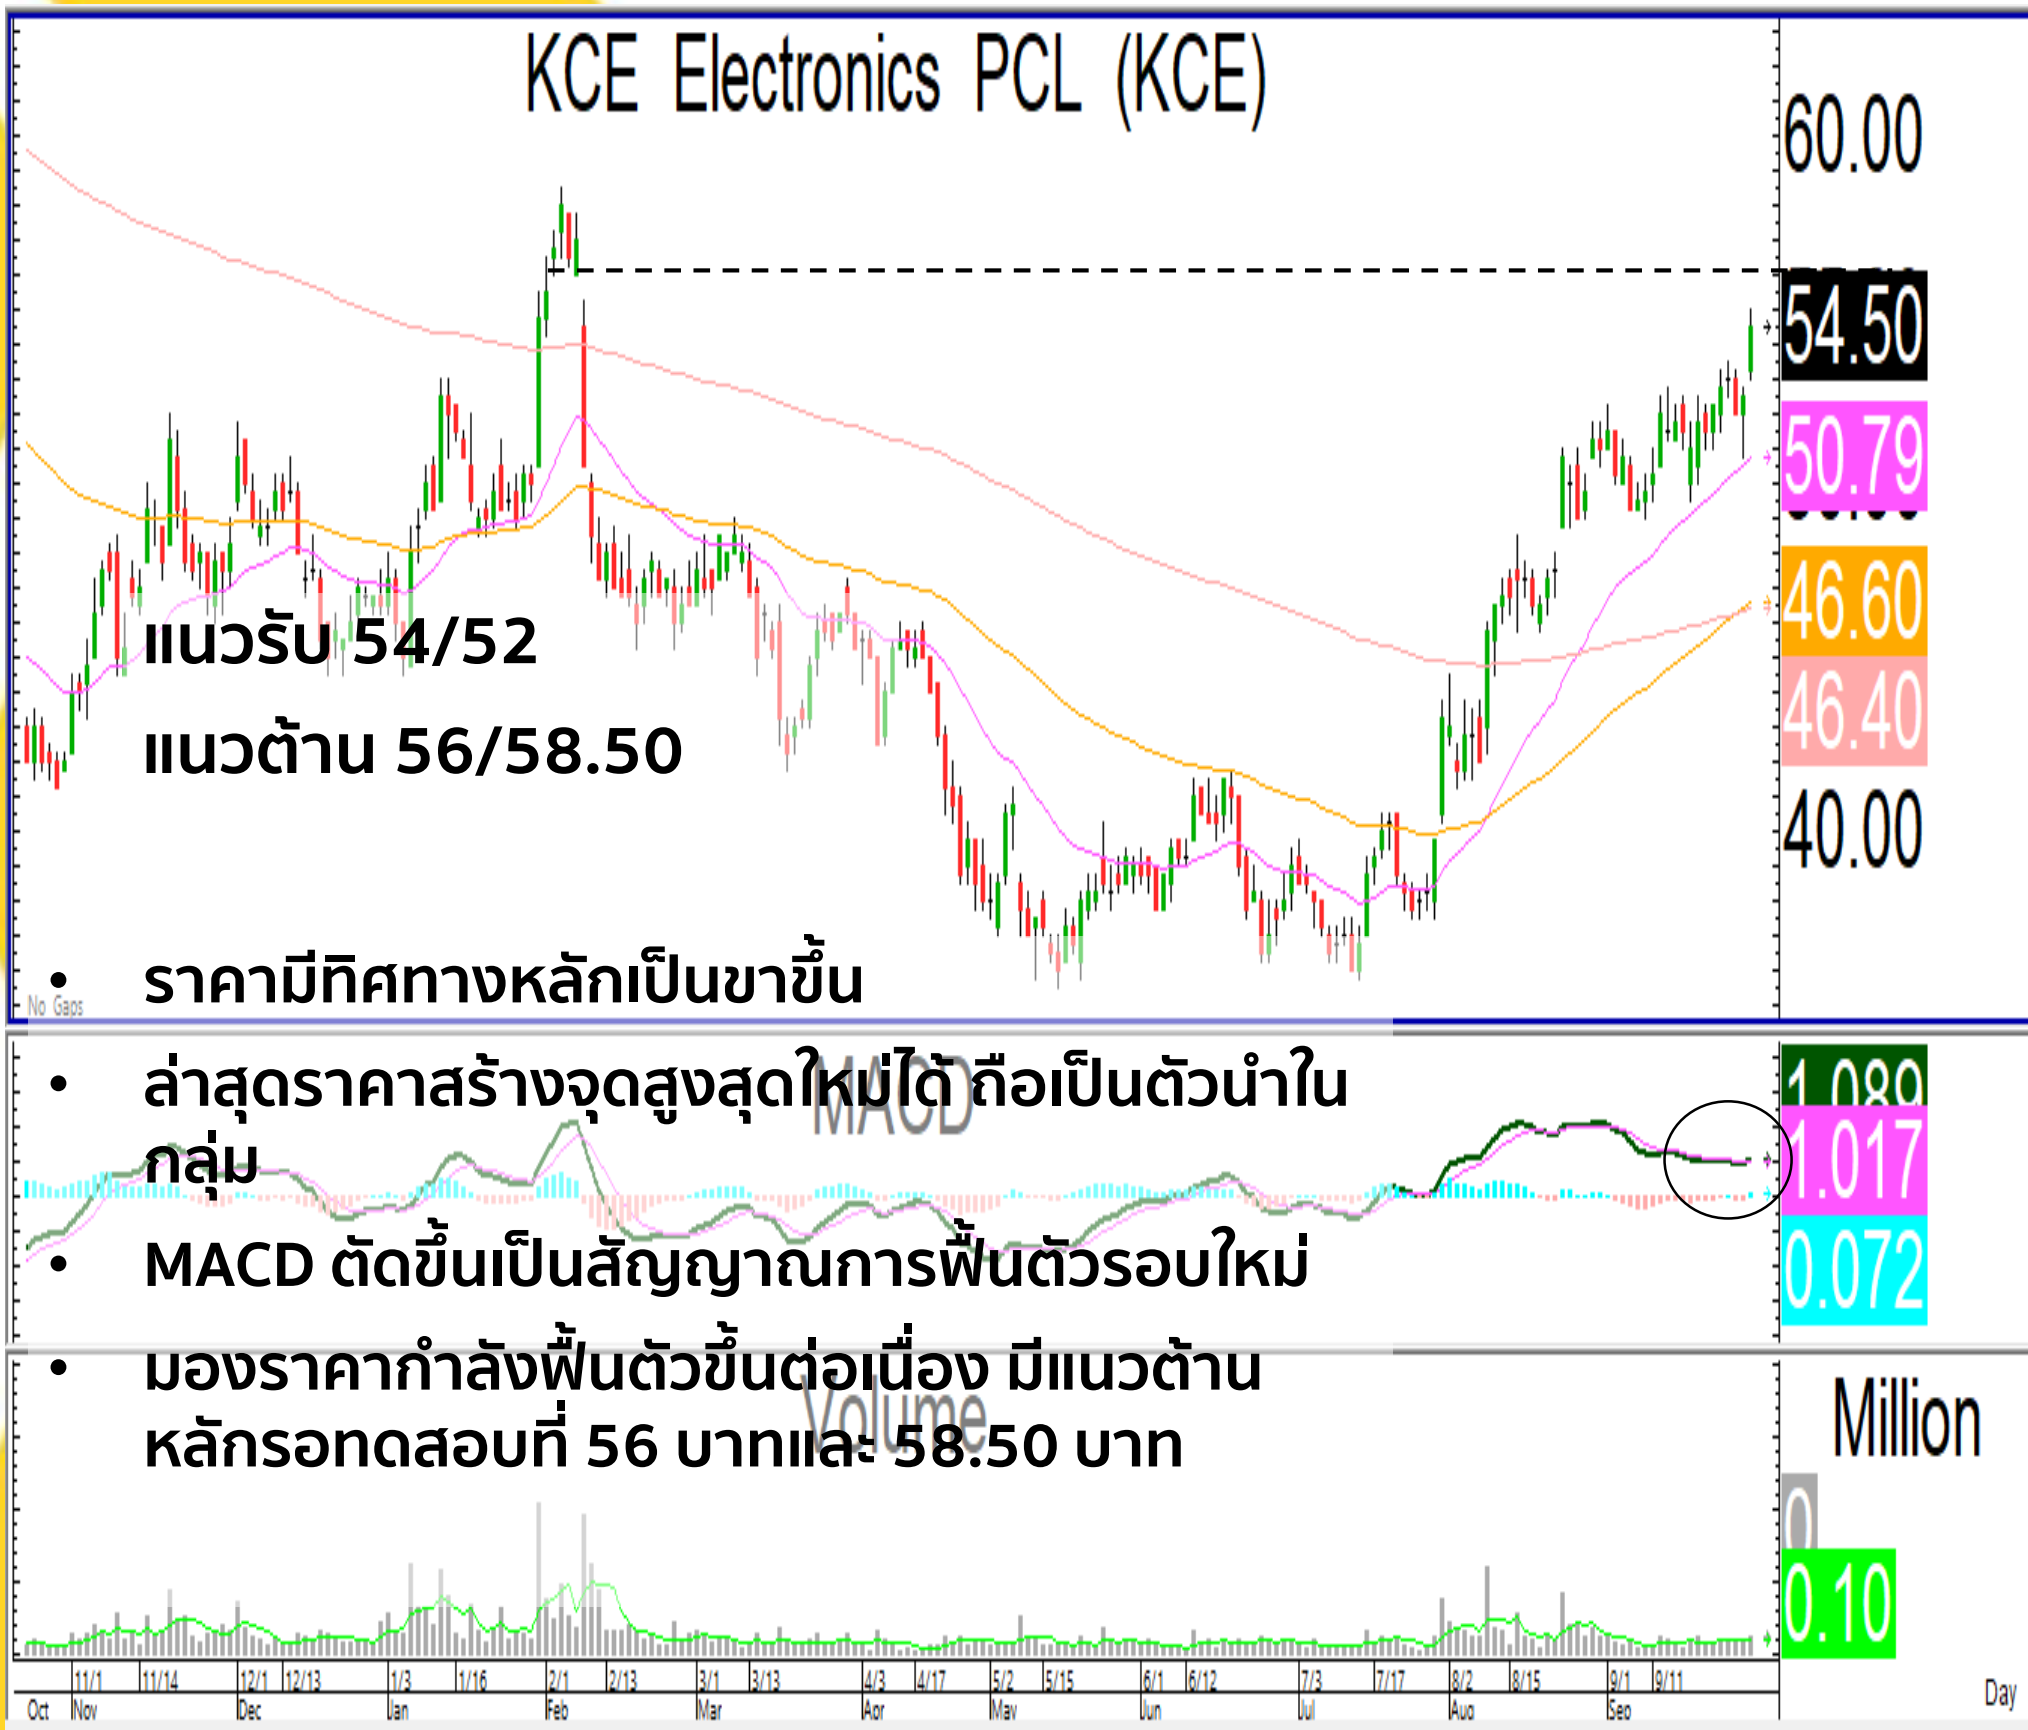 KCE Electronics PCL (KCE)
60.00
54.50
50.79
46.60
46.40
40.00
แนวรับ 54/52
แนวต้าน 56/58.50
• ราคามีทิศทางหลักเป็นขาขึ้น
No Gaps
MACD
• ล่าสุดราคาสร้างจุดสูงสุดใหม่ได้ ถือเป็นตัวนำใน
กลุ่ม
• MACD ตัดขึ้นเป็นสัญญาณการฟื้นตัวรอบใหม่
1.089
1.017
0.072
• มองราคากำลังฟื้นตัวขึ้นต่อเนื่อง มีแนวต้าน
หลักรอทดสอบที่ 56 บาทและ 58.50 บาท
Volume
Million
0
0.10
11/1 11/14 12/1 12/13 1/3 1/16 2/1 2/13 3/1 3/13 4/3 4/17 5/2 5/15 6/1 6/12 7/3 7/17 8/2 8/15 9/1 9/11
Oct Nov Dec Jan Feb Mar Apr May Jun Jul Aug Sep Day